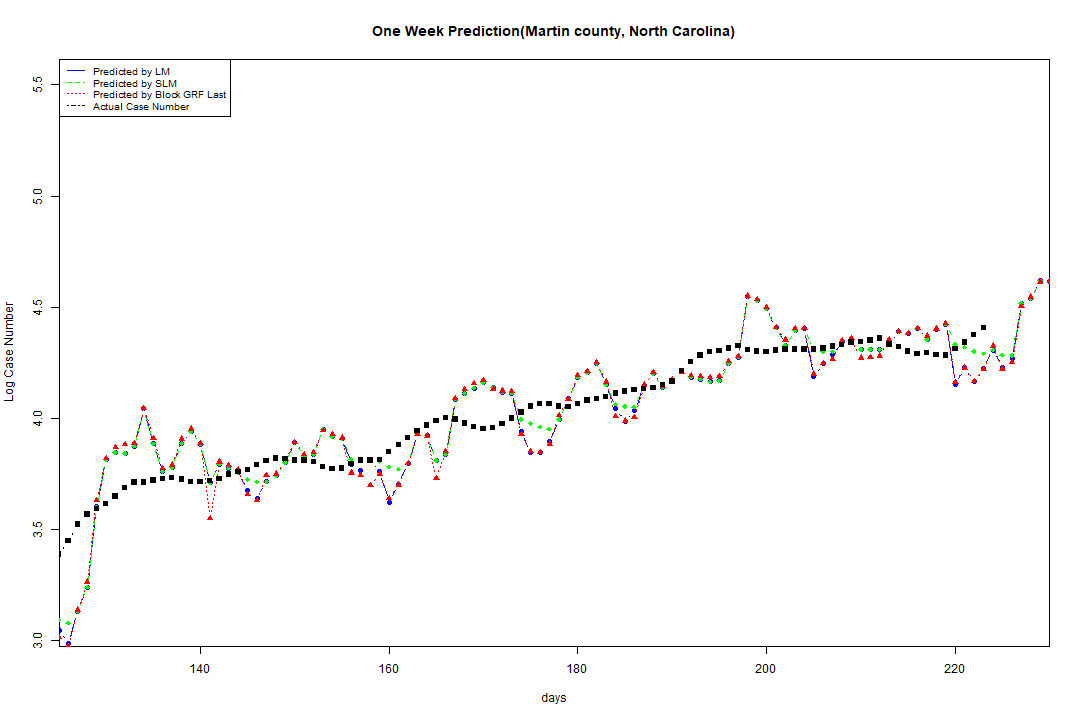 One Week Prediction(Martin county, North Carolina)
Predicted by LM
Predicted by SLM
Predicted by Block GRF Last
Actual Case Number
5.5
5.0
4.5
4.0
3.5
3.0
Log Case Number
140 160 180 200 220
days